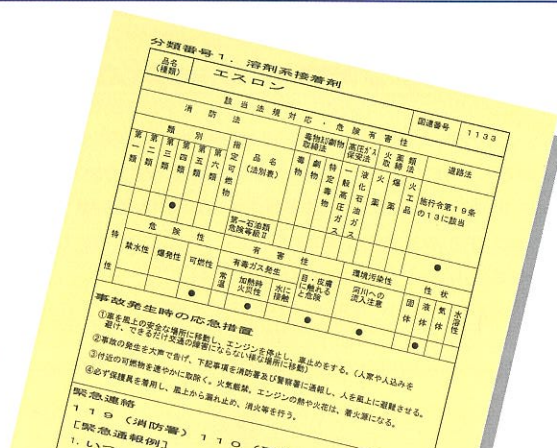 分類番号1. 溶剤系接着剤
品名(種類) エスロン 国連番号 1133
該当法規対応・危険有害性
消防法 毒物劇物取締法 高圧ガス保安法 火薬類取締法 道路法
類別 指定可燃物 品名(法別表) 毒物 劇物 特定毒物 一般高圧ガス 液化石油ガス 火薬 爆薬 火工品 施行令第19条の13に該当
第一類 第二類 第三類 第四類 第五類 第六類
● 第一石油類 危険等級Ⅱ ●
特性 危険性 有害性 環境汚染性 性状
禁水性 爆発性 可燃性 有毒ガス発生 目・皮膚に触れると危険 河川への流入注意 固体 液体 気体 水溶性
常温 加熱時火災性 水に接触
● ● ● ● ●
事故発生時の応急措置
①車を風上の安全な場所に移動し、エンジンを停止し、車止めをする。(人家や人込みを
避け、できるだけ交通の障害にならない様な場所に移動)
②事故の発生を大声で告げ、下記事項を消防署及び警察署に通報し、人を風上に避難させる。
③付近の可燃物を速やかに取除く。火気厳禁、エンジンの熱や火花は、着火源になる。
④必ず保護具を着用し、風上から漏れ止め、消火等を行う。
緊急連絡
119(消防署) 110
[緊急通報例]
1. いつ